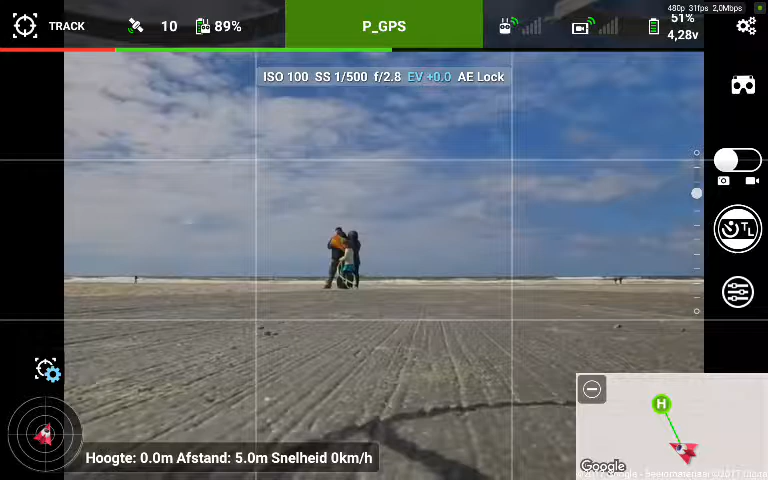 480p 31fps 2,0Mbps
TRACK
10
89%
P_GPS
51%
4,28v
ISO 100 SS 1/500 f/2.8 EV +0.0 AE Lock
TL
H
Hoogte: 0.0m Afstand: 5.0m Snelheid 0km/h
Google